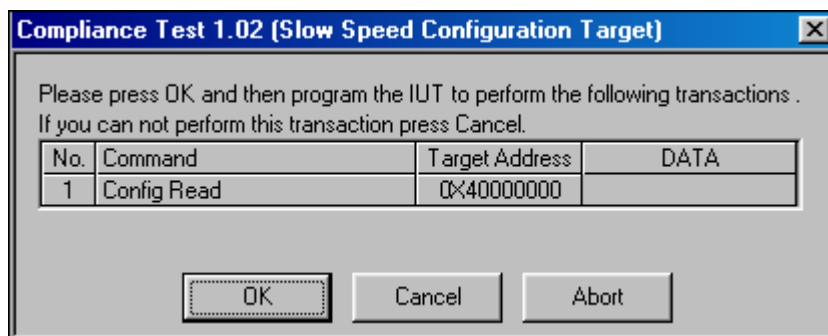 Compliance Test 1.02 (Slow Speed Configuration Target)
Please press OK and then program the IUT to perform the following transactions .
If you can not perform this transaction press Cancel.
No. Command Target Address DATA
1 Config Read 0X40000000
OK Cancel Abort